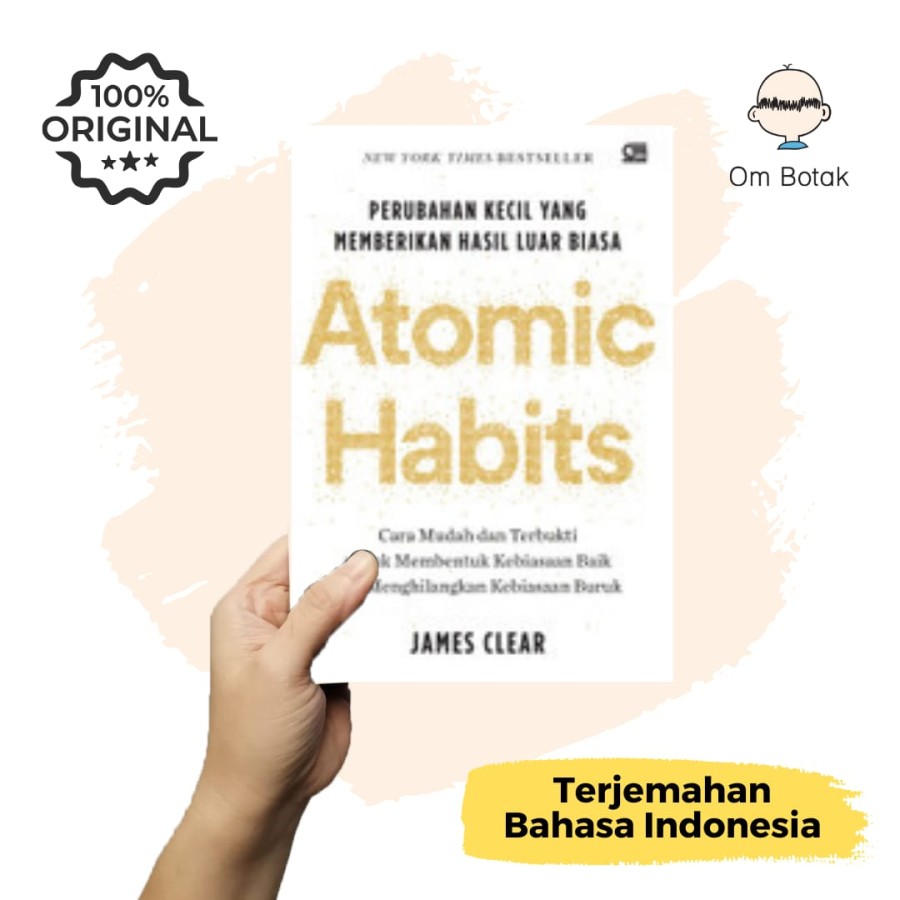 100%
ORIGINAL
Om Botak
NEW YORK TIMES BESTSELLER
PERUBAHAN KECIL YANG
MEMBERIKAN HASIL LUAR BIASA
Atomic
Habits
Cara Mudah dan Terbukti
Membentuk Kebiasaan Baik
Menghilangkan Kebiasaan Buruk
JAMES CLEAR
Terjemahan
Bahasa Indonesia